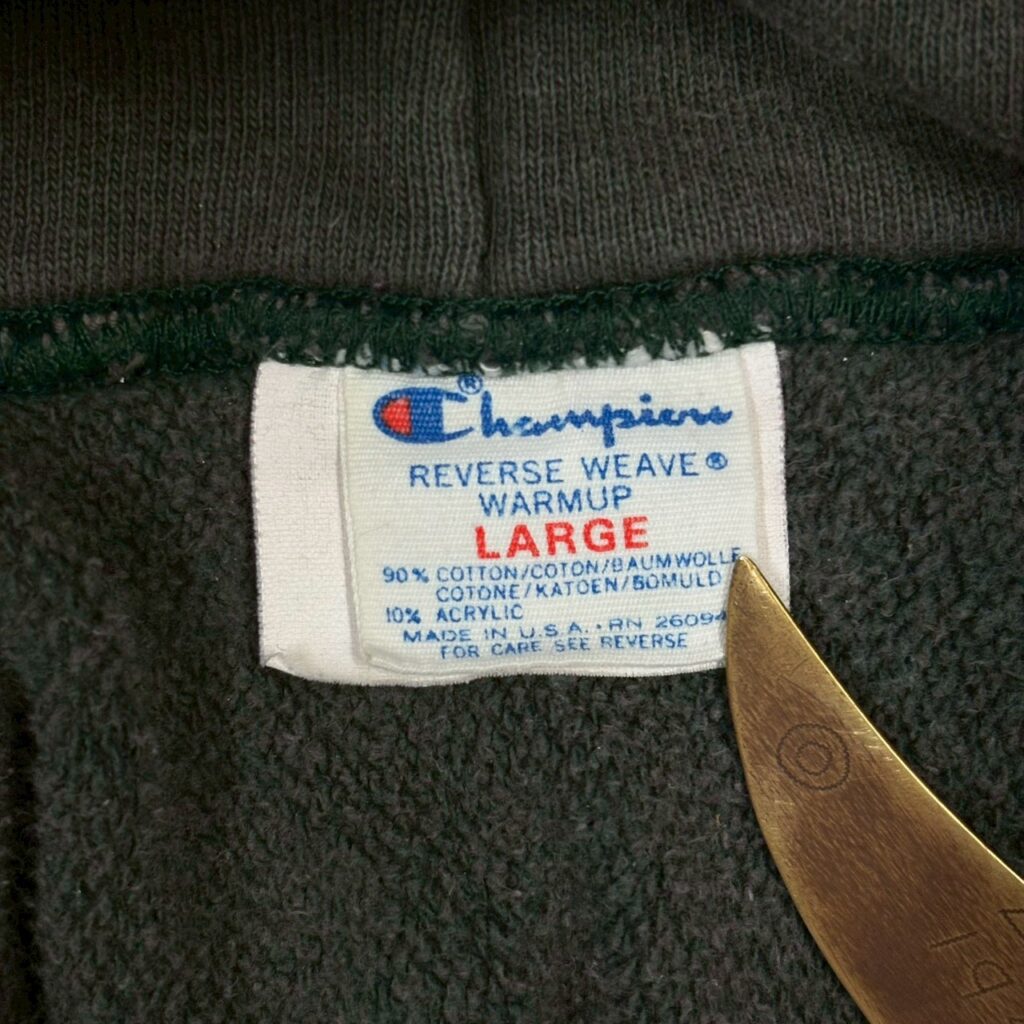 Champion®
REVERSE WEAVE®
WARMUP
LARGE
90% COTTON/COTON/BAUMWOLLE
COTONE/KATOEN/BOMULD
10% ACRYLIC
MADE IN U.S.A. · RN 26094
FOR CARE SEE REVERSE